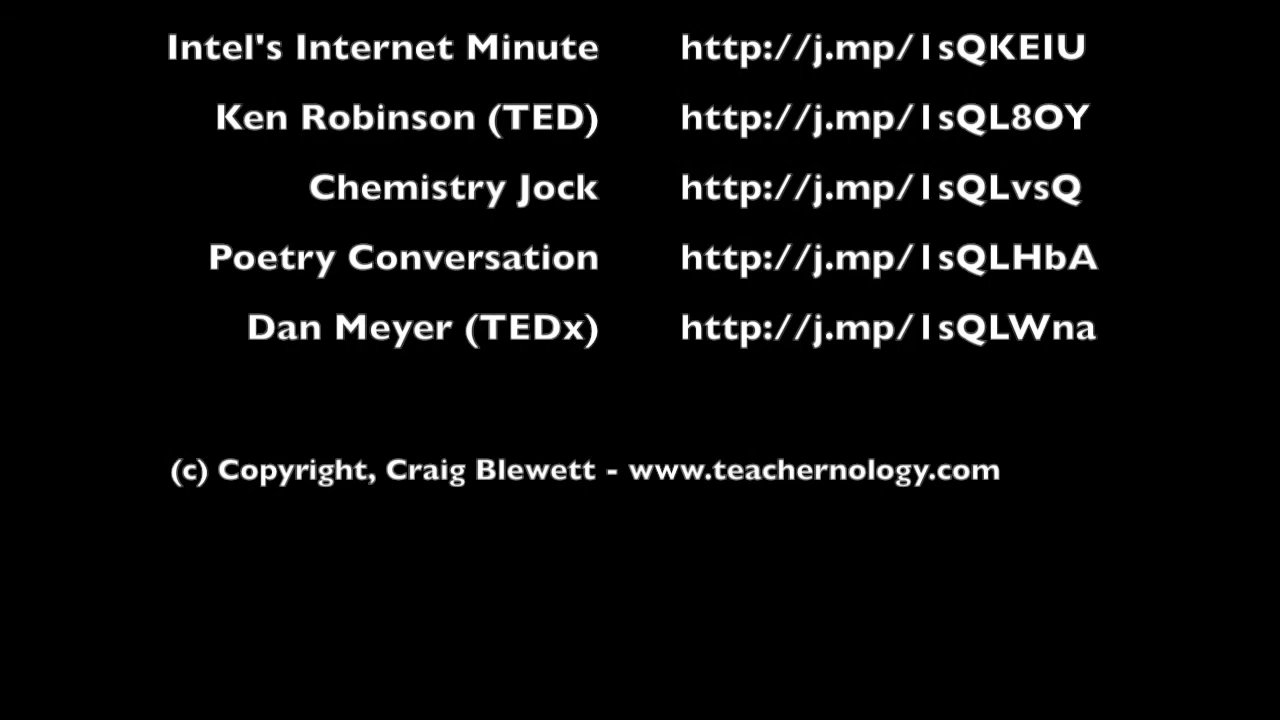 Intel's Internet Minute http://j.mp/1sQKEIU
Ken Robinson (TED) http://j.mp/1sQL8OY
Chemistry Jock http://j.mp/1sQLvsQ
Poetry Conversation http://j.mp/1sQLHbA
Dan Meyer (TEDx) http://j.mp/1sQLWna
(c) Copyright, Craig Blewett - www.teachernology.com